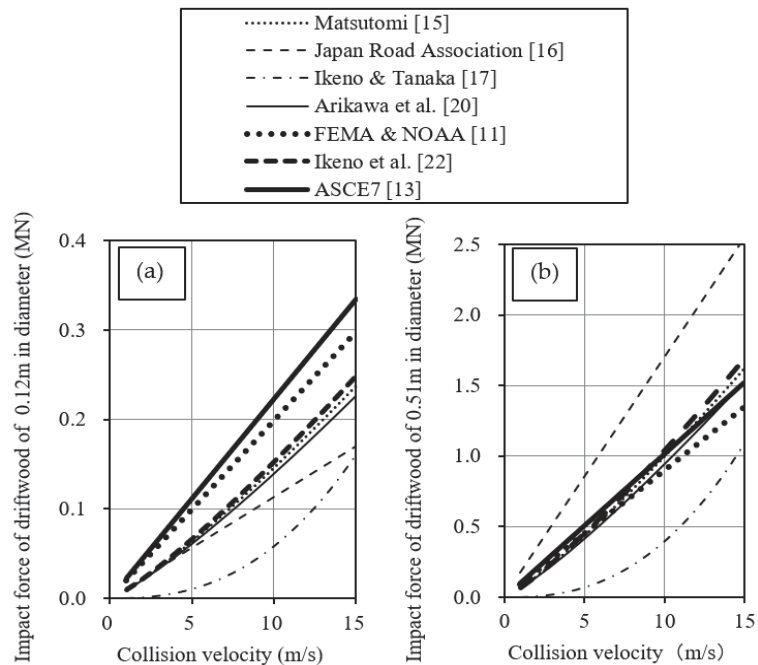 Matsutomi [15]
Japan Road Association [16]
Ikeno & Tanaka [17]
Arikawa et al. [20]
FEMA & NOAA [11]
Ikeno et al. [22]
ASCE7 [13]
Impact force of driftwood of 0.12m in diameter (MN)
0.4
0.3
0.2
0.1
0.0
(a)
0
5
10
15
Collision velocity (m/s)
Impact force of driftwood of 0.51m in diameter (MN)
2.5
2.0
1.5
1.0
0.5
0.0
(b)
0
5
10
15
Collision velocity (m/s)